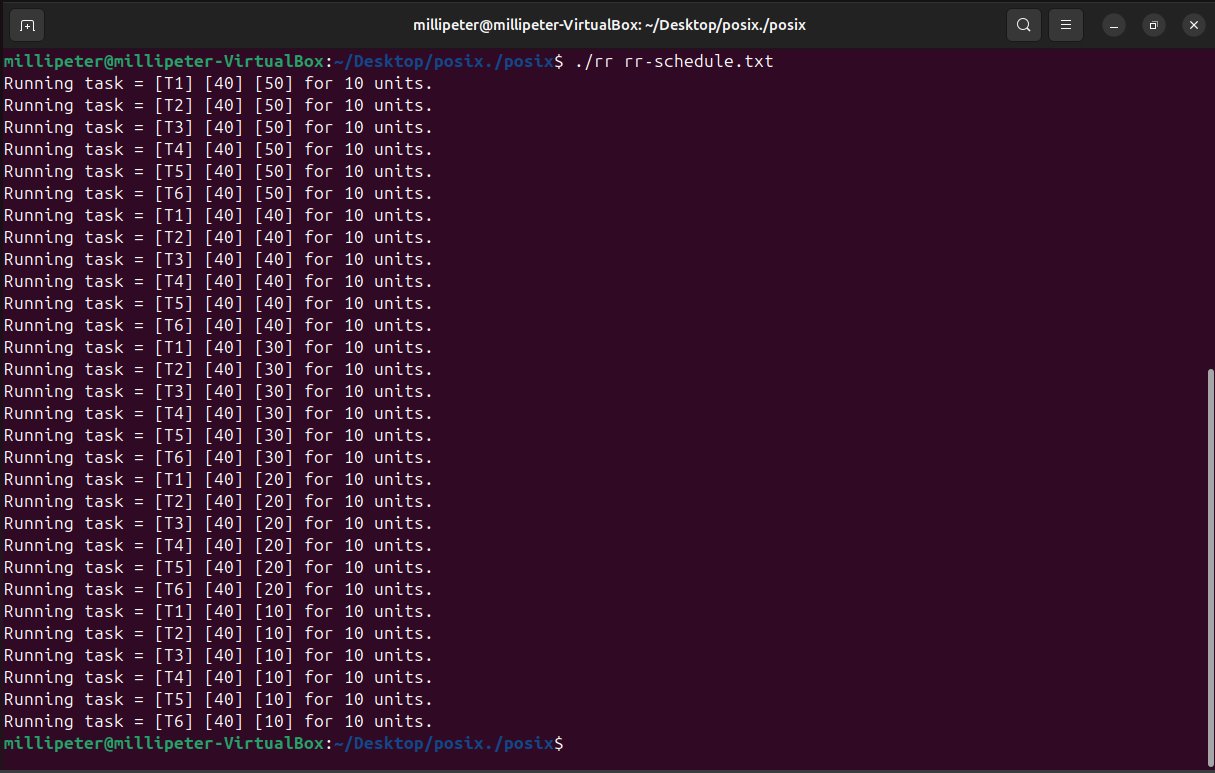 millipeter@millipeter-VirtualBox: ~/Desktop/posix./posix
millipeter@millipeter-VirtualBox:~/Desktop/posix./posix$ ./rr rr-schedule.txt
Running task = [T1] [40] [50] for 10 units.
Running task = [T2] [40] [50] for 10 units.
Running task = [T3] [40] [50] for 10 units.
Running task = [T4] [40] [50] for 10 units.
Running task = [T5] [40] [50] for 10 units.
Running task = [T6] [40] [50] for 10 units.
Running task = [T1] [40] [40] for 10 units.
Running task = [T2] [40] [40] for 10 units.
Running task = [T3] [40] [40] for 10 units.
Running task = [T4] [40] [40] for 10 units.
Running task = [T5] [40] [40] for 10 units.
Running task = [T6] [40] [40] for 10 units.
Running task = [T1] [40] [30] for 10 units.
Running task = [T2] [40] [30] for 10 units.
Running task = [T3] [40] [30] for 10 units.
Running task = [T4] [40] [30] for 10 units.
Running task = [T5] [40] [30] for 10 units.
Running task = [T6] [40] [30] for 10 units.
Running task = [T1] [40] [20] for 10 units.
Running task = [T2] [40] [20] for 10 units.
Running task = [T3] [40] [20] for 10 units.
Running task = [T4] [40] [20] for 10 units.
Running task = [T5] [40] [20] for 10 units.
Running task = [T6] [40] [20] for 10 units.
Running task = [T1] [40] [10] for 10 units.
Running task = [T2] [40] [10] for 10 units.
Running task = [T3] [40] [10] for 10 units.
Running task = [T4] [40] [10] for 10 units.
Running task = [T5] [40] [10] for 10 units.
Running task = [T6] [40] [10] for 10 units.
millipeter@millipeter-VirtualBox:~/Desktop/posix./posix$